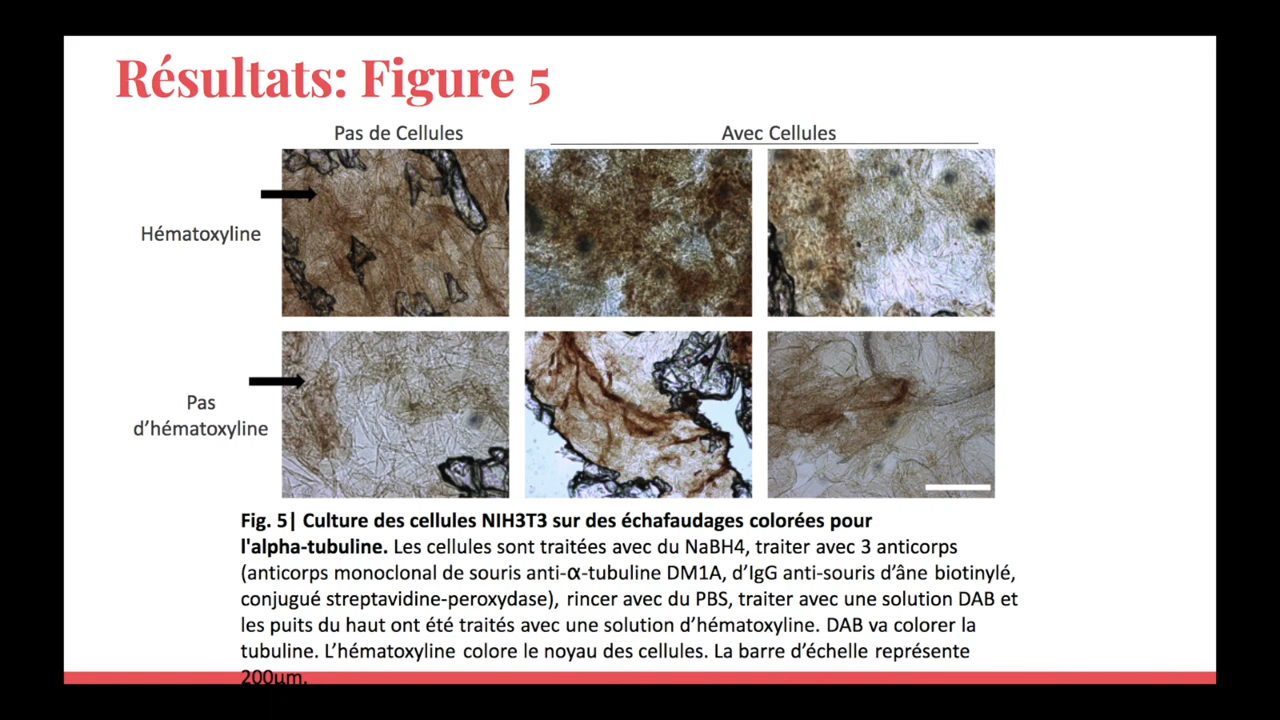 Résultats: Figure 5
Pas de Cellules
Avec Cellules
Hématoxyline
Pas
d’hématoxyline
Fig. 5| Culture des cellules NIH3T3 sur des échafaudages colorées pour
l'alpha-tubuline. Les cellules sont traitées avec du NaBH4, traiter avec 3 anticorps
(anticorps monoclonal de souris anti-α-tubuline DM1A, d’IgG anti-souris d’âne biotinylé,
conjugué streptavidine-peroxydase), rincer avec du PBS, traiter avec une solution DAB et
les puits du haut ont été traités avec une solution d’hématoxyline. DAB va colorer la
tubuline. L’hématoxyline colore le noyau des cellules. La barre d’échelle représente
200µm.